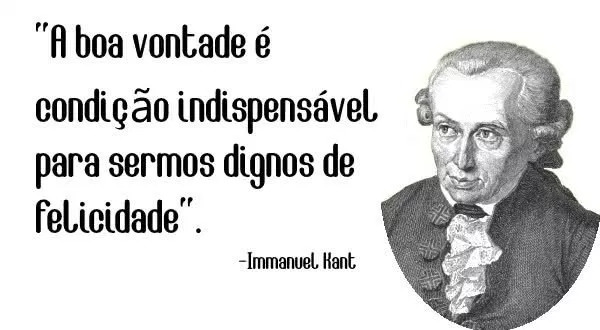 "A boa vontade é
condição indispensável
para sermos dignos de
felicidade".
-Immanuel Kant